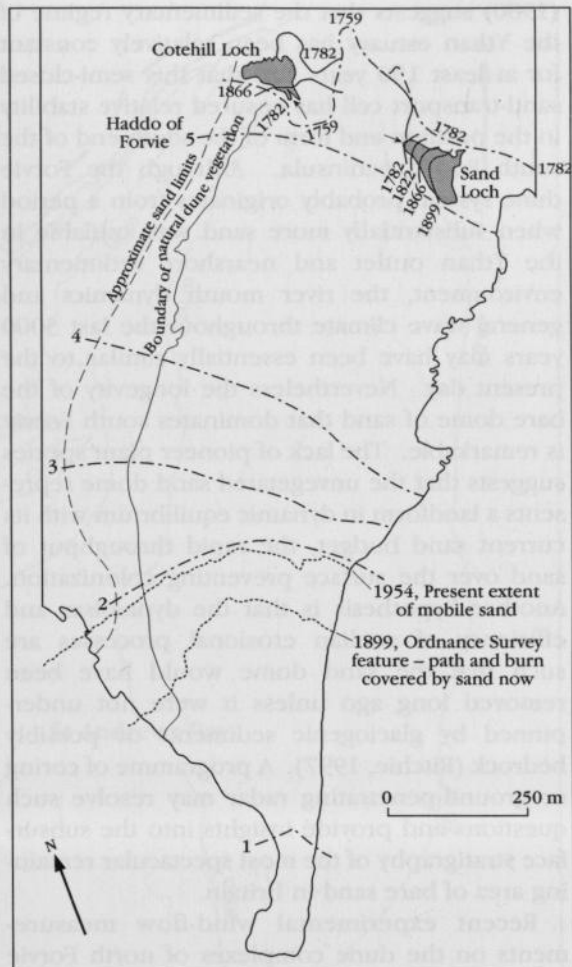 1759
Cotehill Loch
1782
1866
1782
1759
Haddo of
Forvie
5
1782
1782
1782
1822
1866
1899
Sand
Loch
Approximate sand limits
Boundary of natural dune vegetation
4
3
2
1954, Present extent
of mobile sand
1899, Ordnance Survey
feature – path and burn
covered by sand now
0 250 m
1
N